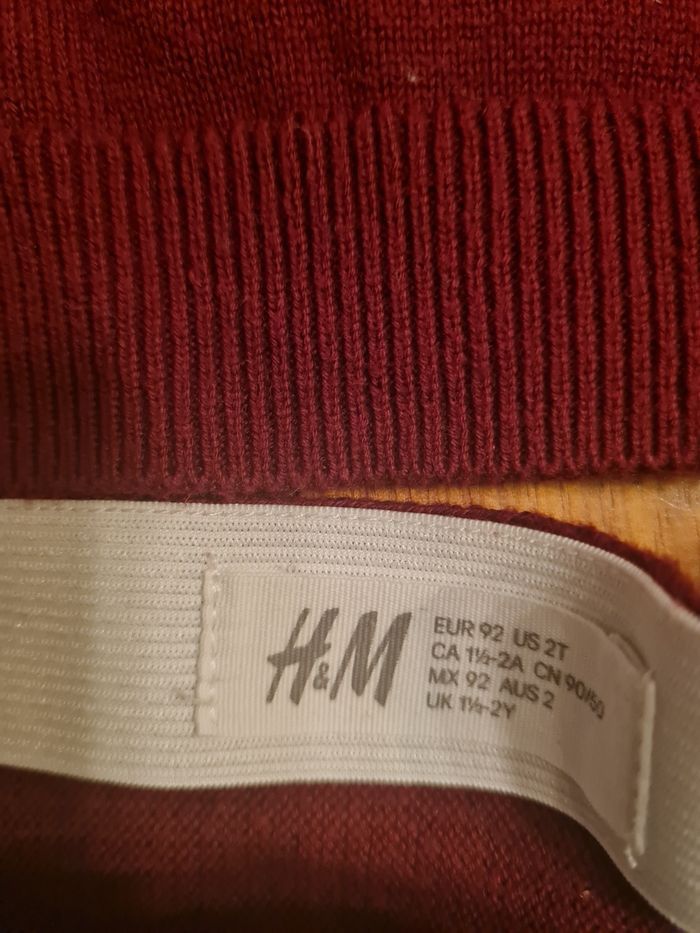 H&M
EUR 92 US 2T
CA 1½-2A CN 90/50
MX 92 AUS 2
UK 1½-2Y